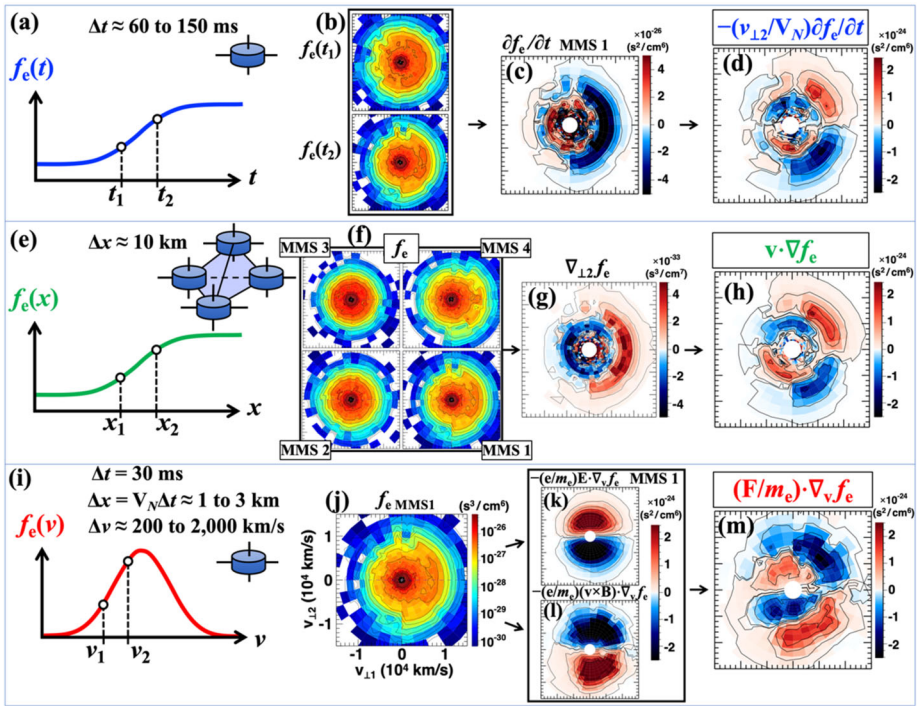 (a)
Δt ≈ 60 to 150 ms
fe(t)
t1
t2
t
(b)
fe(t1)
fe(t2)
∂fe/∂t MMS 1
(c)
×10-26
(s2/cm6)
4
2
0
-2
-4
−(v⊥2/VN)∂fe/∂t
(d)
×10-24
(s2/cm6)
2
1
0
-1
-2
(e)
Δx ≈ 10 km
fe(x)
x1
x2
x
(f)
fe
MMS 3
MMS 4
MMS 2
MMS 1
∇⊥2fe
(g)
×10-33
(s3/cm7)
4
2
0
-2
-4
v·∇fe
(h)
×10-24
(s2/cm6)
2
1
0
-1
-2
(i)
Δt = 30 ms
Δx = VNΔt ≈ 1 to 3 km
Δv ≈ 200 to 2,000 km/s
fe(v)
v1
v2
v
(j)
fe MMS1
(s3/cm6)
10-26
10-27
10-28
10-29
10-30
v⊥2 (104 km/s)
1
0
-1
-1
0
1
v⊥1 (104 km/s)
−(e/me)E·∇vfe MMS 1
(k)
×10-24
(s2/cm6)
2
1
0
-1
-2
−(e/me)(v×B)·∇vfe
(l)
(F/me)·∇vfe
(m)
×10-24
(s2/cm6)
2
1
0
-1
-2